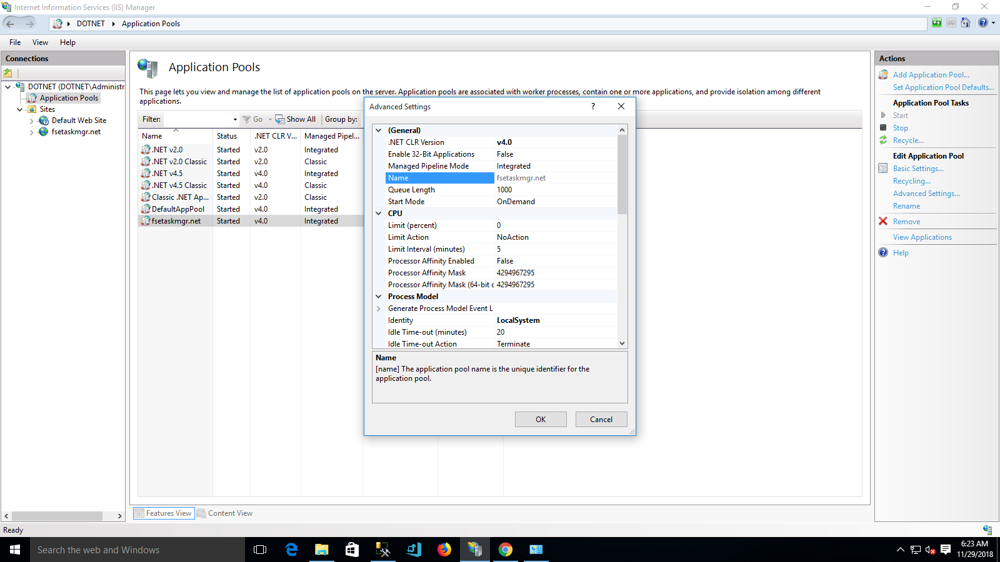 Internet Information Services (IIS) Manager
DOTNET
Application Pools
File View Help
Connections
DOTNET (DOTNET\Administr
Application Pools
Sites
Default Web Site
fsetaskmgr.net
Application Pools
This page lets you view and manage the list of application pools on the server. Application pools are associated with worker processes, contain one or more applications, and provide isolation among different
applications.
Filter: Go Show All Group by:
Name Status .NET CLR V... Managed Pipel...
.NET v2.0 Started v2.0 Integrated
.NET v2.0 Classic Started v2.0 Classic
.NET v4.5 Started v4.0 Integrated
.NET v4.5 Classic Started v4.0 Classic
Classic .NET Ap... Started v2.0 Classic
DefaultAppPool Started v4.0 Integrated
fsetaskmgr.net Started v4.0 Integrated
Advanced Settings ?
(General)
.NET CLR Version v4.0
Enable 32-Bit Applications False
Managed Pipeline Mode Integrated
Name fsetaskmgr.net
Queue Length 1000
Start Mode OnDemand
CPU
Limit (percent) 0
Limit Action NoAction
Limit Interval (minutes) 5
Processor Affinity Enabled False
Processor Affinity Mask 4294967295
Processor Affinity Mask (64-bit c 4294967295
Process Model
Generate Process Model Event L
Identity LocalSystem
Idle Time-out (minutes) 20
Idle Time-out Action Terminate
Name
[name] The application pool name is the unique identifier for the
application pool.
OK Cancel
Features View Content View
Actions
Add Application Pool...
Set Application Pool Defaults...
Application Pool Tasks
Start
Stop
Recycle...
Edit Application Pool
Basic Settings...
Recycling...
Advanced Settings...
Rename
Remove
View Applications
Help
Ready
Search the web and Windows
6:23 AM
11/29/2018